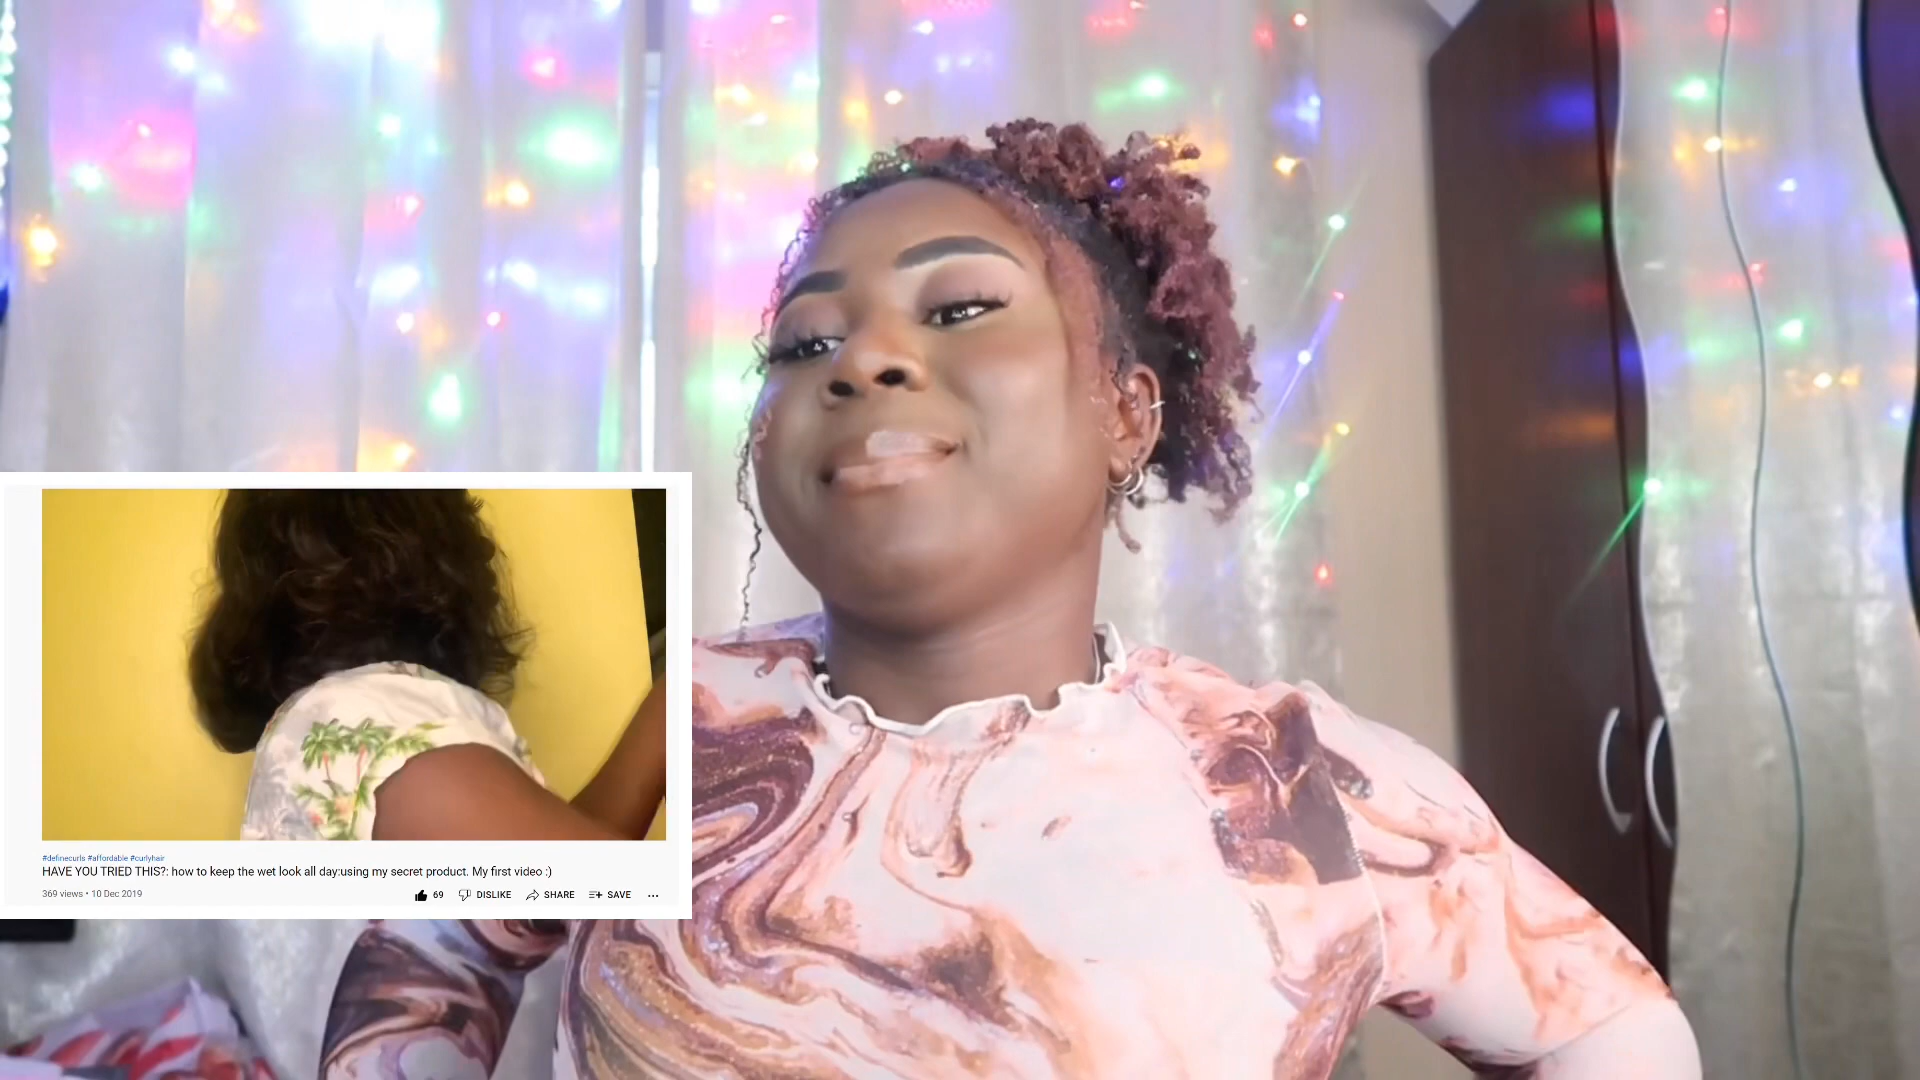 #definecurls #affordable #curlyhair
HAVE YOU TRIED THIS?: how to keep the wet look all day:using my secret product. My first video :)
369 views • 10 Dec 2019 69 DISLIKE SHARE SAVE ...